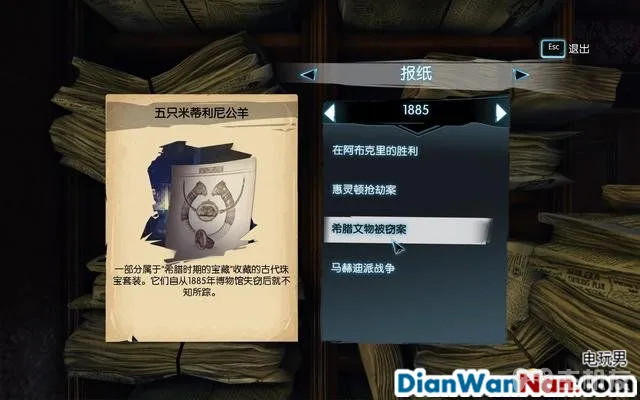 Esc 退出
报纸
1885
五只米蒂利尼公羊
在阿布克里的胜利
惠灵顿抢劫案
希腊文物被窃案
马赫迪派战争
一部分属于"希腊时期的宝藏"收藏的古代珠
宝套装。它们自从1885年博物馆失窃后就不
知所踪。
电玩男
DianWanNan.com